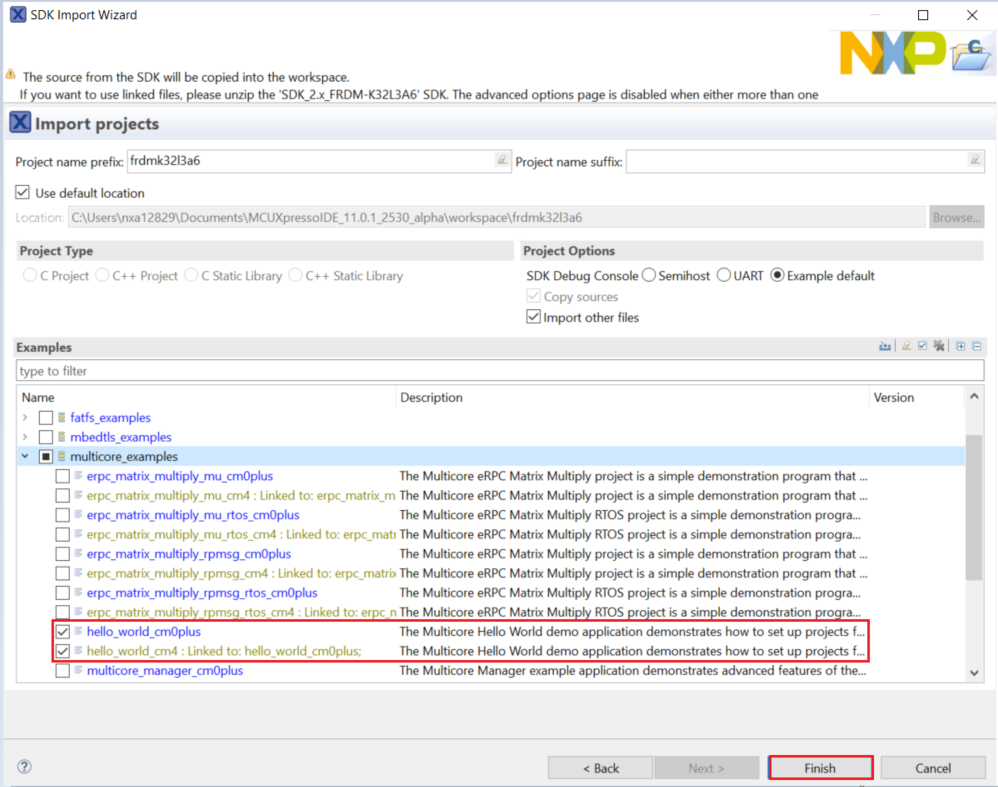 SDK Import Wizard
NXP
The source from the SDK will be copied into the workspace.
If you want to use linked files, please unzip the 'SDK_2.x_FRDM-K32L3A6' SDK. The advanced options page is disabled when either more than one
Import projects
Project name prefix: frdmk32l3a6 Project name suffix:
Use default location
Location: C:\Users\nxa12829\Documents\MCUXpressoIDE_11.0.1_2530_alpha\workspace\frdmk32l3a6 Browse...
Project Type Project Options
C Project C++ Project C Static Library C++ Static Library SDK Debug Console Semihost UART Example default
Copy sources
Import other files
Examples
type to filter
Name Description Version
fatfs_examples
mbedtls_examples
multicore_examples
erpc_matrix_multiply_mu_cm0plus The Multicore eRPC Matrix Multiply project is a simple demonstration program that ...
erpc_matrix_multiply_mu_cm4 : Linked to: erpc_matrix_m The Multicore eRPC Matrix Multiply project is a simple demonstration program that ...
erpc_matrix_multiply_mu_rtos_cm0plus The Multicore eRPC Matrix Multiply RTOS project is a simple demonstration progra...
erpc_matrix_multiply_mu_rtos_cm4 : Linked to: erpc_matr The Multicore eRPC Matrix Multiply RTOS project is a simple demonstration progra...
erpc_matrix_multiply_rpmsg_cm0plus The Multicore eRPC Matrix Multiply project is a simple demonstration program that ...
erpc_matrix_multiply_rpmsg_cm4 : Linked to: erpc_matrix The Multicore eRPC Matrix Multiply project is a simple demonstration program that ...
erpc_matrix_multiply_rpmsg_rtos_cm0plus The Multicore eRPC Matrix Multiply RTOS project is a simple demonstration progra...
erpc_matrix_multiply_rpmsg_rtos_cm4 : Linked to: erpc_n The Multicore eRPC Matrix Multiply RTOS project is a simple demonstration progra...
hello_world_cm0plus The Multicore Hello World demo application demonstrates how to set up projects f...
hello_world_cm4 : Linked to: hello_world_cm0plus; The Multicore Hello World demo application demonstrates how to set up projects f...
multicore_manager_cm0plus The Multicore Manager example application demonstrates advanced features of the...
< Back Next > Finish Cancel